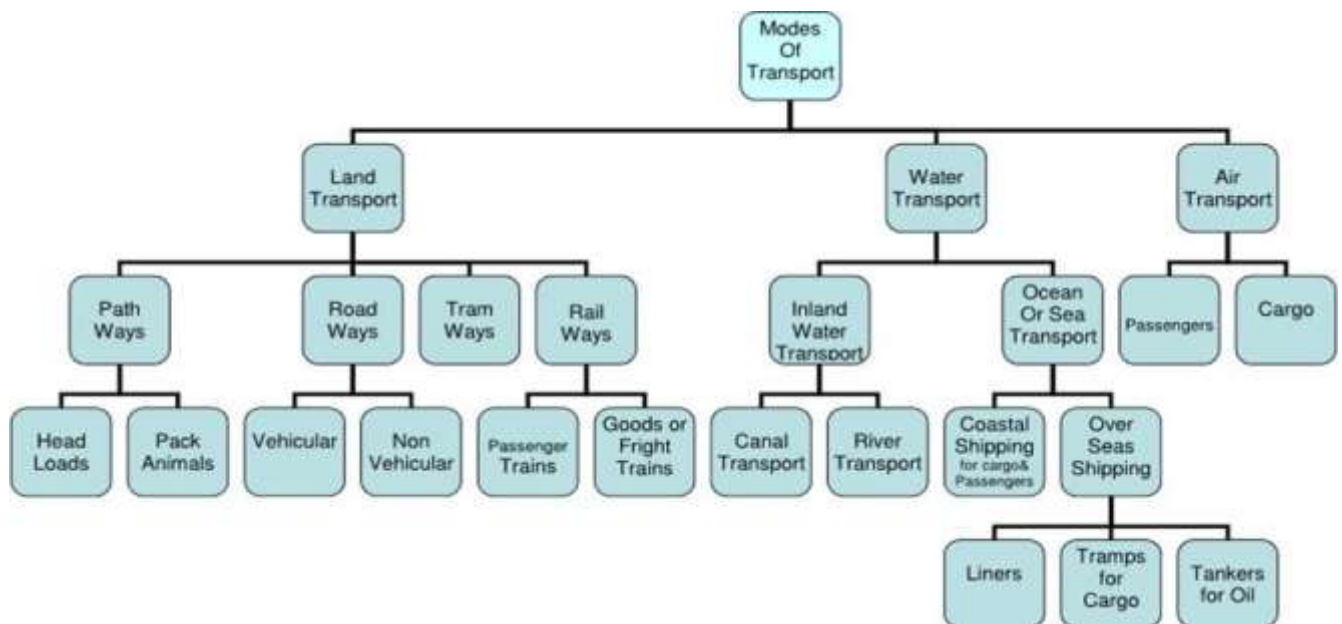 Modes
Of
Transport
Land
Transport
Water
Transport
Air
Transport
Path
Ways
Road
Ways
Tram
Ways
Rail
Ways
Inland
Water
Transport
Ocean
Or Sea
Transport
Passengers
Cargo
Head
Loads
Pack
Animals
Vehicular
Non
Vehicular
Passenger
Trains
Goods or
Fright
Trains
Canal
Transport
River
Transport
Coastal
Shipping
for cargo&
Passengers
Over
Seas
Shipping
Liners
Tramps
for
Cargo
Tankers
for Oil